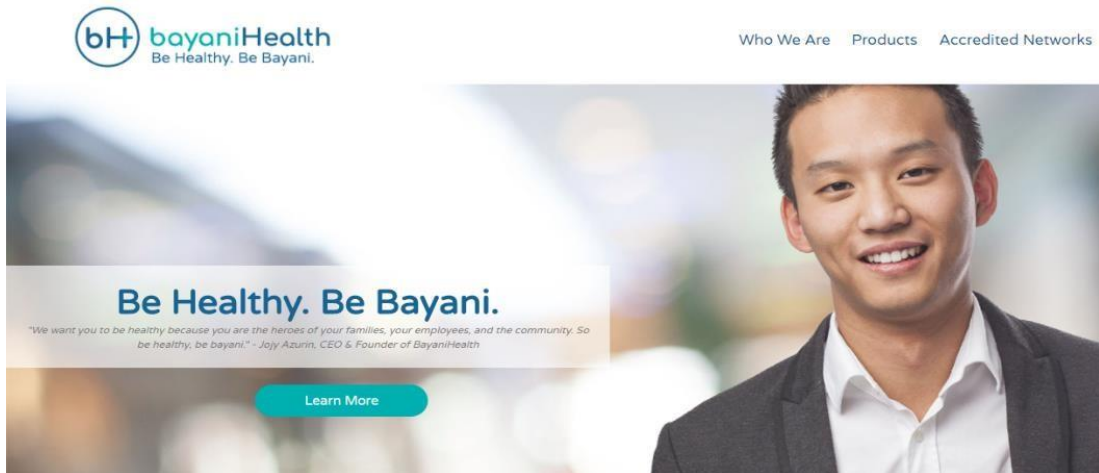 bH bayaniHealth
Be Healthy. Be Bayani.
Who We Are Products Accredited Networks
Be Healthy. Be Bayani.
"We want you to be healthy because you are the heroes of your families, your employees, and the community. So
be healthy, be bayani." - Jojy Azurin, CEO & Founder of BayaniHealth
Learn More